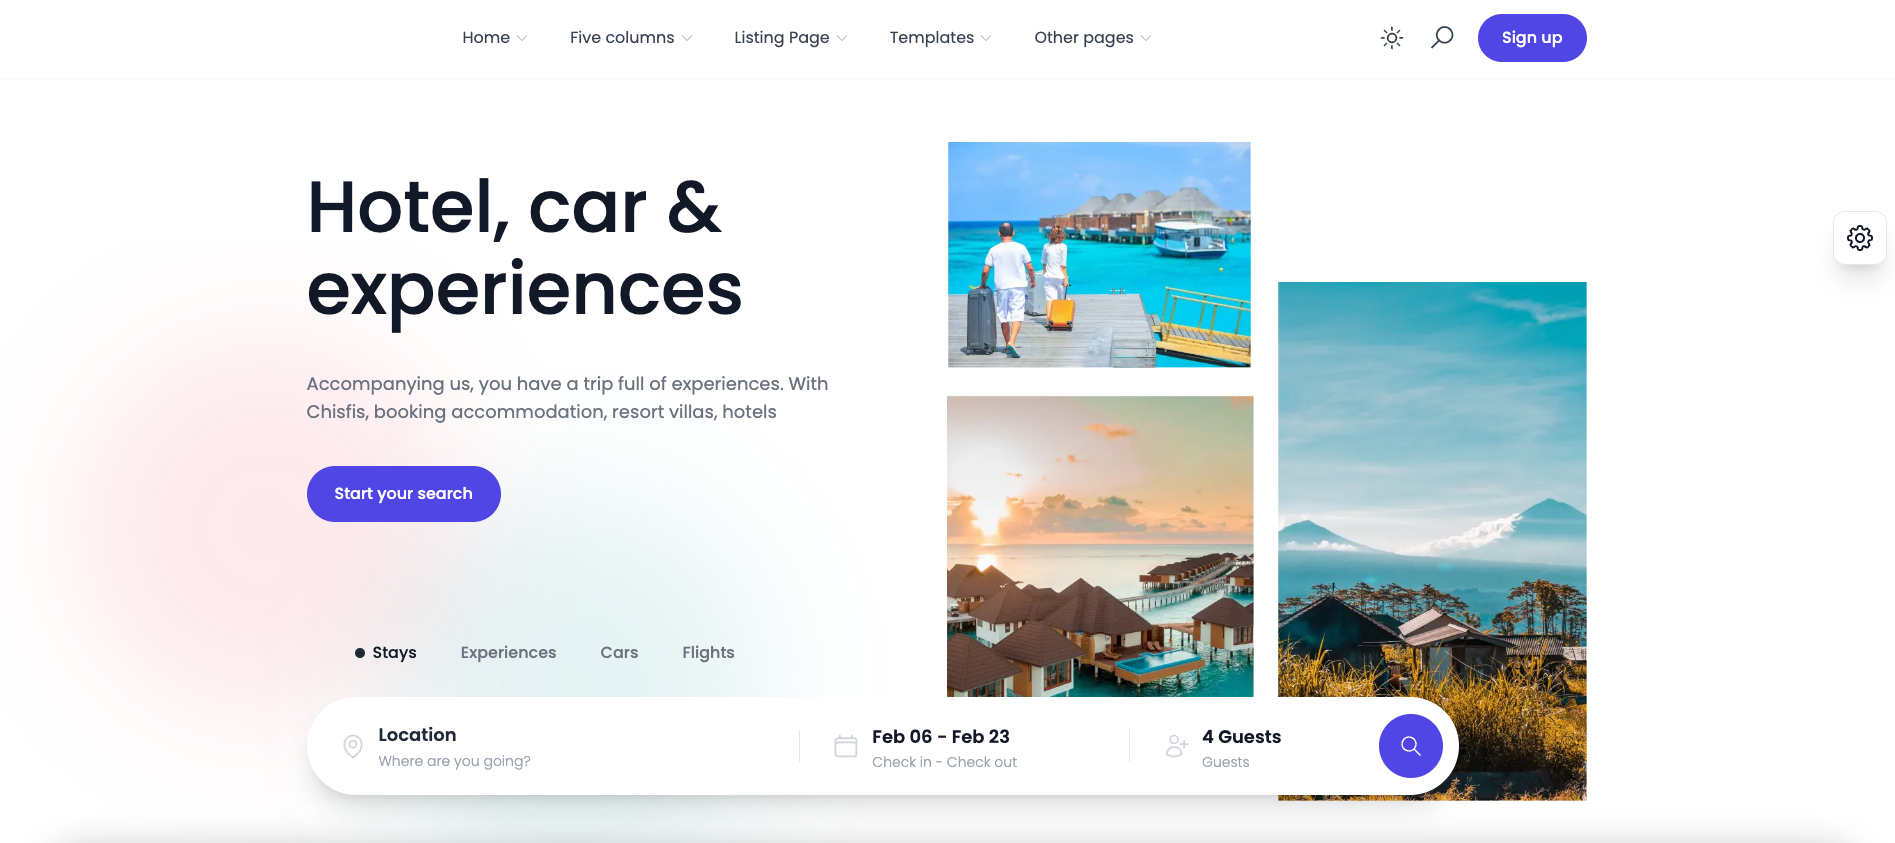 Home
Five columns
Listing Page
Templates
Other pages
Sign up
Hotel, car &
experiences
Accompanying us, you have a trip full of experiences. With
Chisfis, booking accommodation, resort villas, hotels
Start your search
Stays
Experiences
Cars
Flights
Location
Where are you going?
Feb 06 - Feb 23
Check in - Check out
4 Guests
Guests